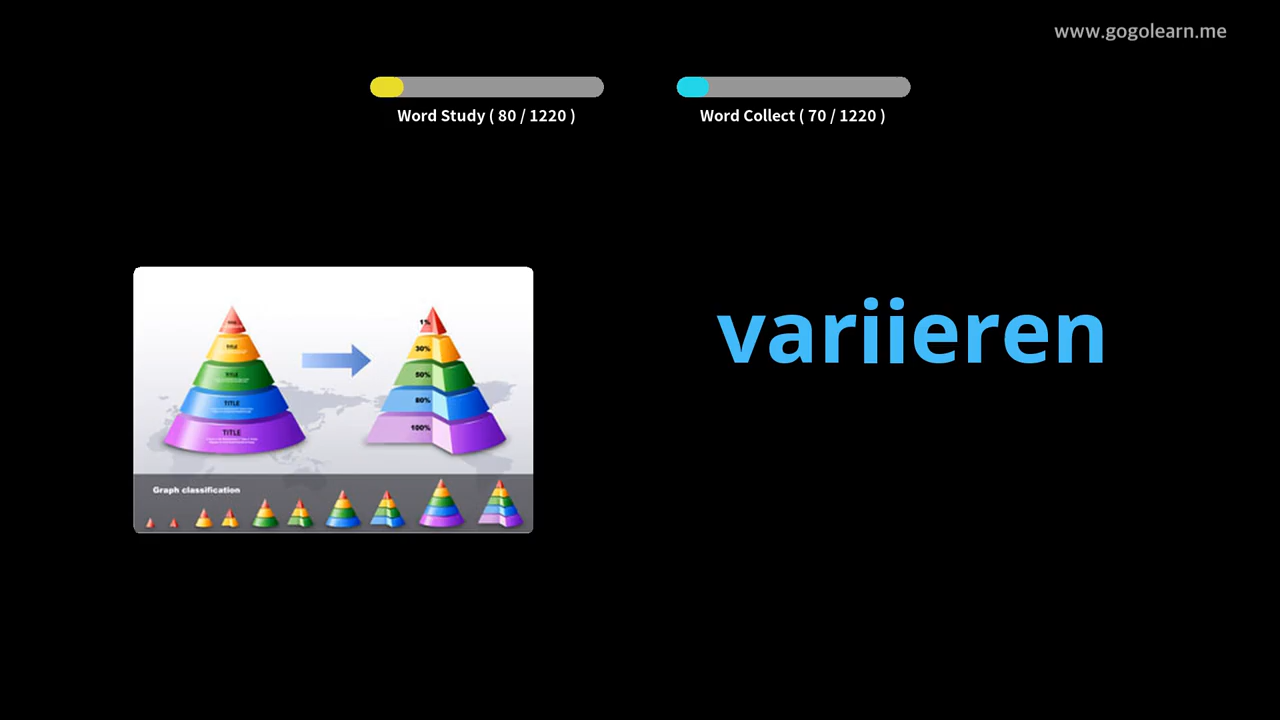 www.gogolearn.me
Word Study ( 80 / 1220 )
Word Collect ( 70 / 1220 )
variieren
TITLE
TITLE
TITLE
TITLE
1%
30%
50%
80%
100%
Graph classification